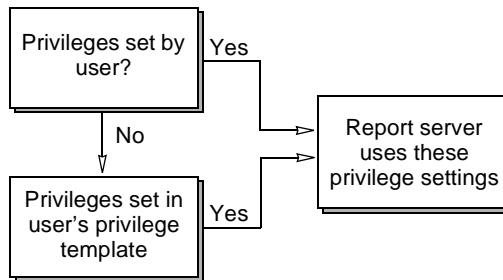 Privileges set by
user?
Yes
No
Report server
uses these
privilege settings
Privileges set in
user's privilege
template
Yes